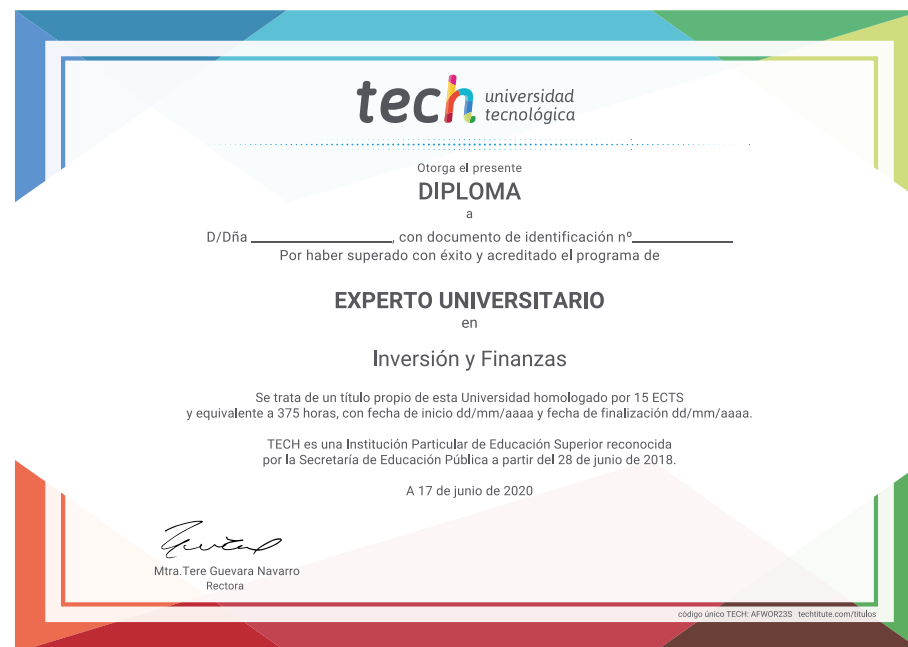 tech universidad
tecnológica
Otorga el presente
DIPLOMA
a
D/Dña ____________________, con documento de identificación nº______________
Por haber superado con éxito y acreditado el programa de
EXPERTO UNIVERSITARIO
en
Inversión y Finanzas
Se trata de un título propio de esta Universidad homologado por 15 ECTS
y equivalente a 375 horas, con fecha de inicio dd/mm/aaaa y fecha de finalización dd/mm/aaaa.
TECH es una Institución Particular de Educación Superior reconocida
por la Secretaría de Educación Pública a partir del 28 de junio de 2018.
A 17 de junio de 2020
Mtra.Tere Guevara Navarro
Rectora
código único TECH: AFWOR23S techtitute.com/titulos